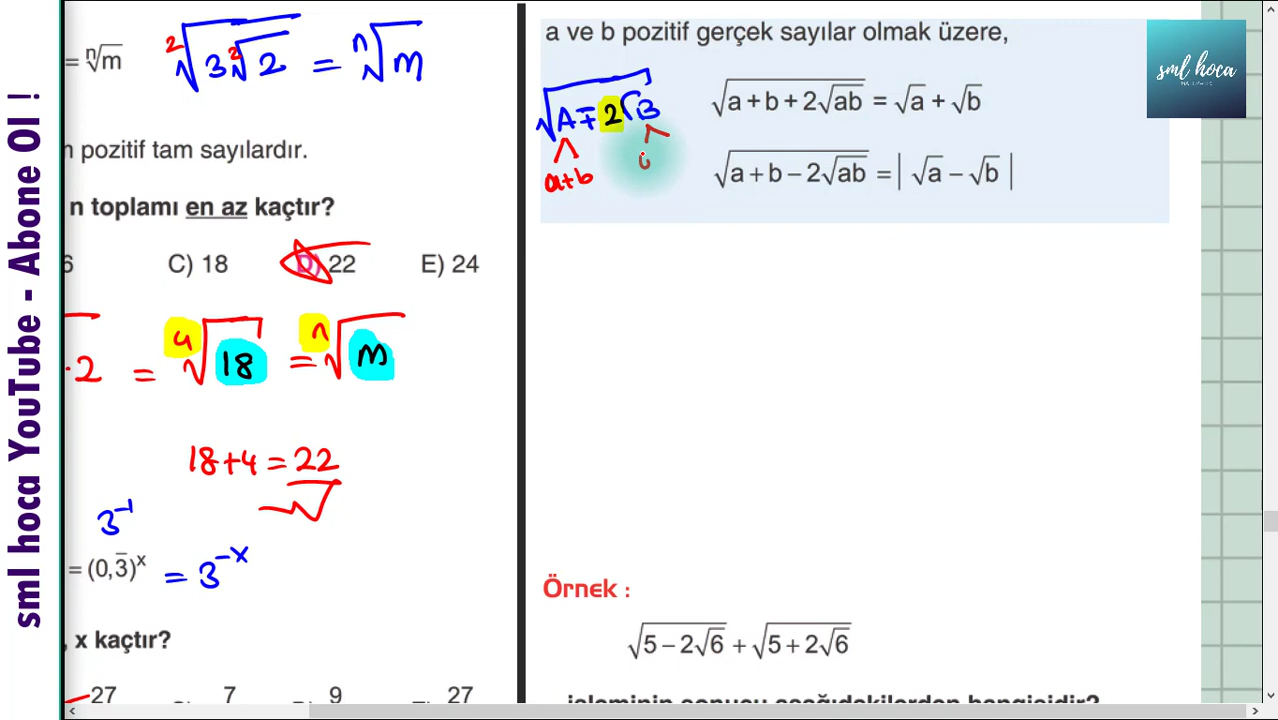 sml hoca YouTube - Abone Ol !
= ⁿ√m
²√(3 ²√2) = ⁿ√m
pozitif tam sayılardır.
n toplamı en az kaçtır?
6 C) 18 D) 22 E) 24
·2 = ⁴√18 = ⁿ√m
18+4=22
3⁻¹
= (0,3̅)ˣ = 3⁻ˣ
, x kaçtır?
27 7 9 27
a ve b pozitif gerçek sayılar olmak üzere,
√(A∓2√B)
a+b
√(a + b + 2√ab) = √a + √b
√(a + b − 2√ab) = | √a − √b |
sml hoca
Örnek :
√(5 − 2√6) + √(5 + 2√6)
işleminin sonucu aşağıdakilerden hangisidir?